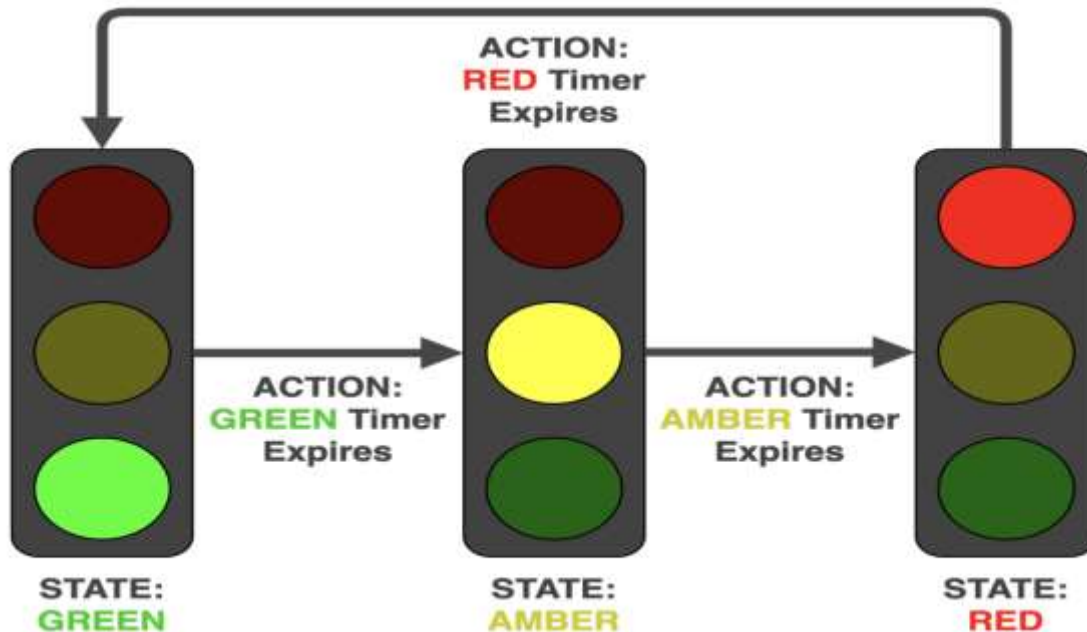 ACTION:
RED Timer
Expires
ACTION:
GREEN Timer
Expires
ACTION:
AMBER Timer
Expires
STATE:
GREEN
STATE:
AMBER
STATE:
RED